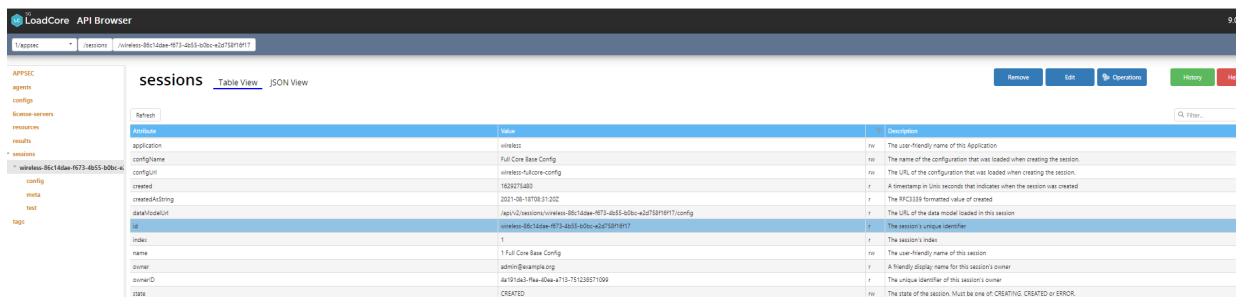 5G
LoadCore API Browser
9.0
1/appsec /sessions /wireless-86c14dae-f673-4b55-b0bc-e2d758f16f17
APPSEC
agents
configs
license-servers
resources
results
sessions
wireless-86c14dae-f673-4b55-b0bc-e
config
meta
test
tags
sessions Table View JSON View
Remove Edit Operations History He
Refresh Filter...
Attribute Value Description
application wireless rw The user-friendly name of this Application
configName Full Core Base Config rw The name of the configuration that was loaded when creating the session.
configUrl wireless-fullcore-config rw The URL of the configuration that was loaded when creating the session.
created 1629275480 r A timestamp in Unix seconds that indicates when the session was created
createdAsString 2021-08-18T08:31:20Z r The RFC3339 formatted value of created
dataModelUrl /api/v2/sessions/wireless-86c14dae-f673-4b55-b0bc-e2d758f16f17/config r The URL of the data model loaded in this session
id wireless-86c14dae-f673-4b55-b0bc-e2d758f16f17 r The session's unique identifier
index 1 r The session's index
name 1 Full Core Base Config rw The user-friendly name of this session
owner admin@example.org r A friendly display name for this session's owner
ownerID 4a191de3-ffea-40ea-a713-751236571099 r The unique identifier of this session's owner
state CREATED rw The state of the session. Must be one of: CREATING, CREATED or ERROR.